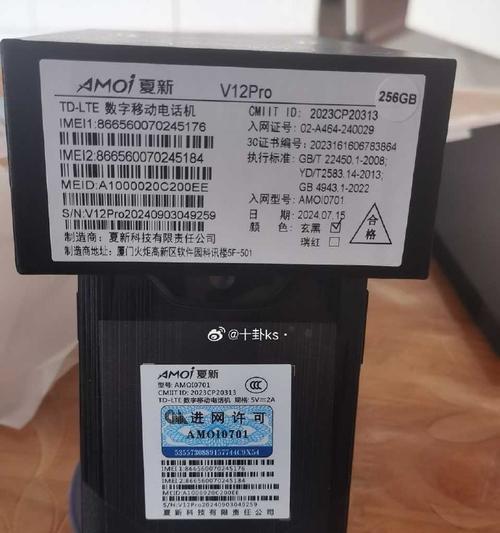 AMOi 夏新 V12Pro
256GB
TD-LTE 数字移动电话机
IMEI1:866560070245176
IMEI2:866560070245184
MEID:A1000020C200EE
S/N:V12Pro20240903049259
制造商：夏新科技有限责任公司
制造商地址：厦门火炬高新区软件园科讯楼5F-501
CMIIT ID: 2023CP20313
入网证号: 02-A464-240029
3C证书编号: 2023161606783864
执行标准: GB/T 22450.1-2008;
YD/T2583.14-2013;
GB 4943.1-2022
入网型号: AMOI0701
日 期: 2024.07.15
颜 色: 玄黑
瑞红
合格
@十卦ks·
AMOi 夏新
型号: AMOI0701
CMIIT ID: 2023CP20313
TD-LTE 数字移动电话机 规格: 5V=2A
进网许可
AMOI0701
IMEI1:866560070245176
IMEI2:866560070245184
MEID:A1000020C200EE
S/N:V12Pro20240903049259
夏新科技有限责任公司